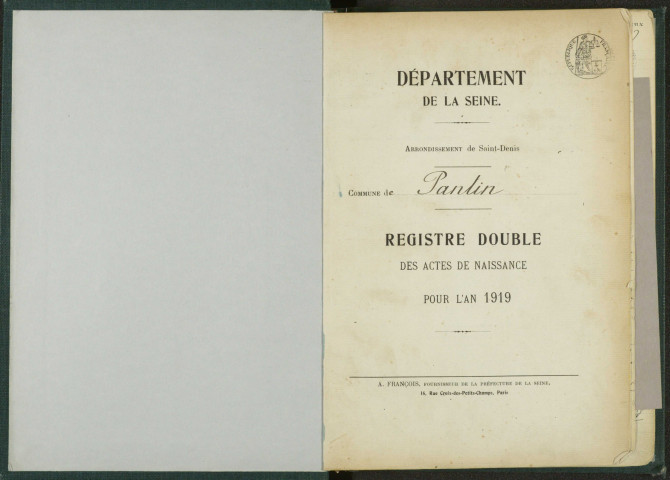 DÉPARTEMENT
DE LA SEINE.
ARRONDISSEMENT de Saint-Denis
COMMUNE de Pantin
REGISTRE DOUBLE
DES ACTES DE NAISSANCE
POUR L'AN 1919
A. FRANÇOIS, FOURNISSEUR DE LA PRÉFECTURE DE LA SEINE,
14, Rue Croix-des-Petits-Champs, Paris